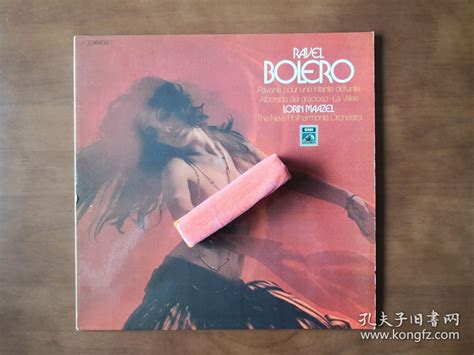 RAVEL
BOLERO
Pavane pour une infante défunte
Alborada del gracioso · La Valse
LORIN MAAZEL
The New Philharmonia Orchestra
EMI
孔夫子旧书网
www.kongfz.com